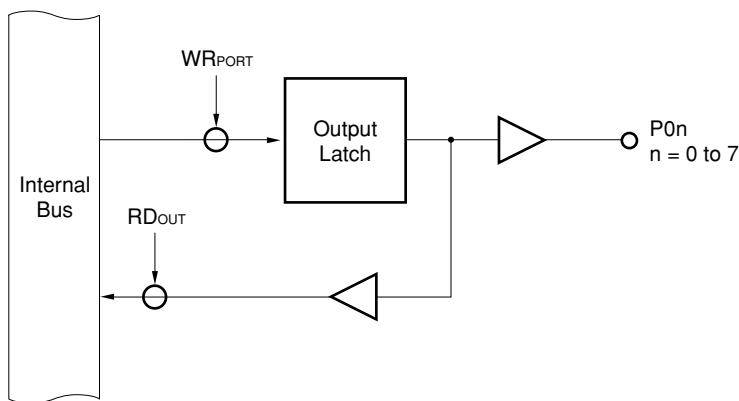 WRPORT
Output
Latch
P0n
n = 0 to 7
Internal
Bus
RDOUT